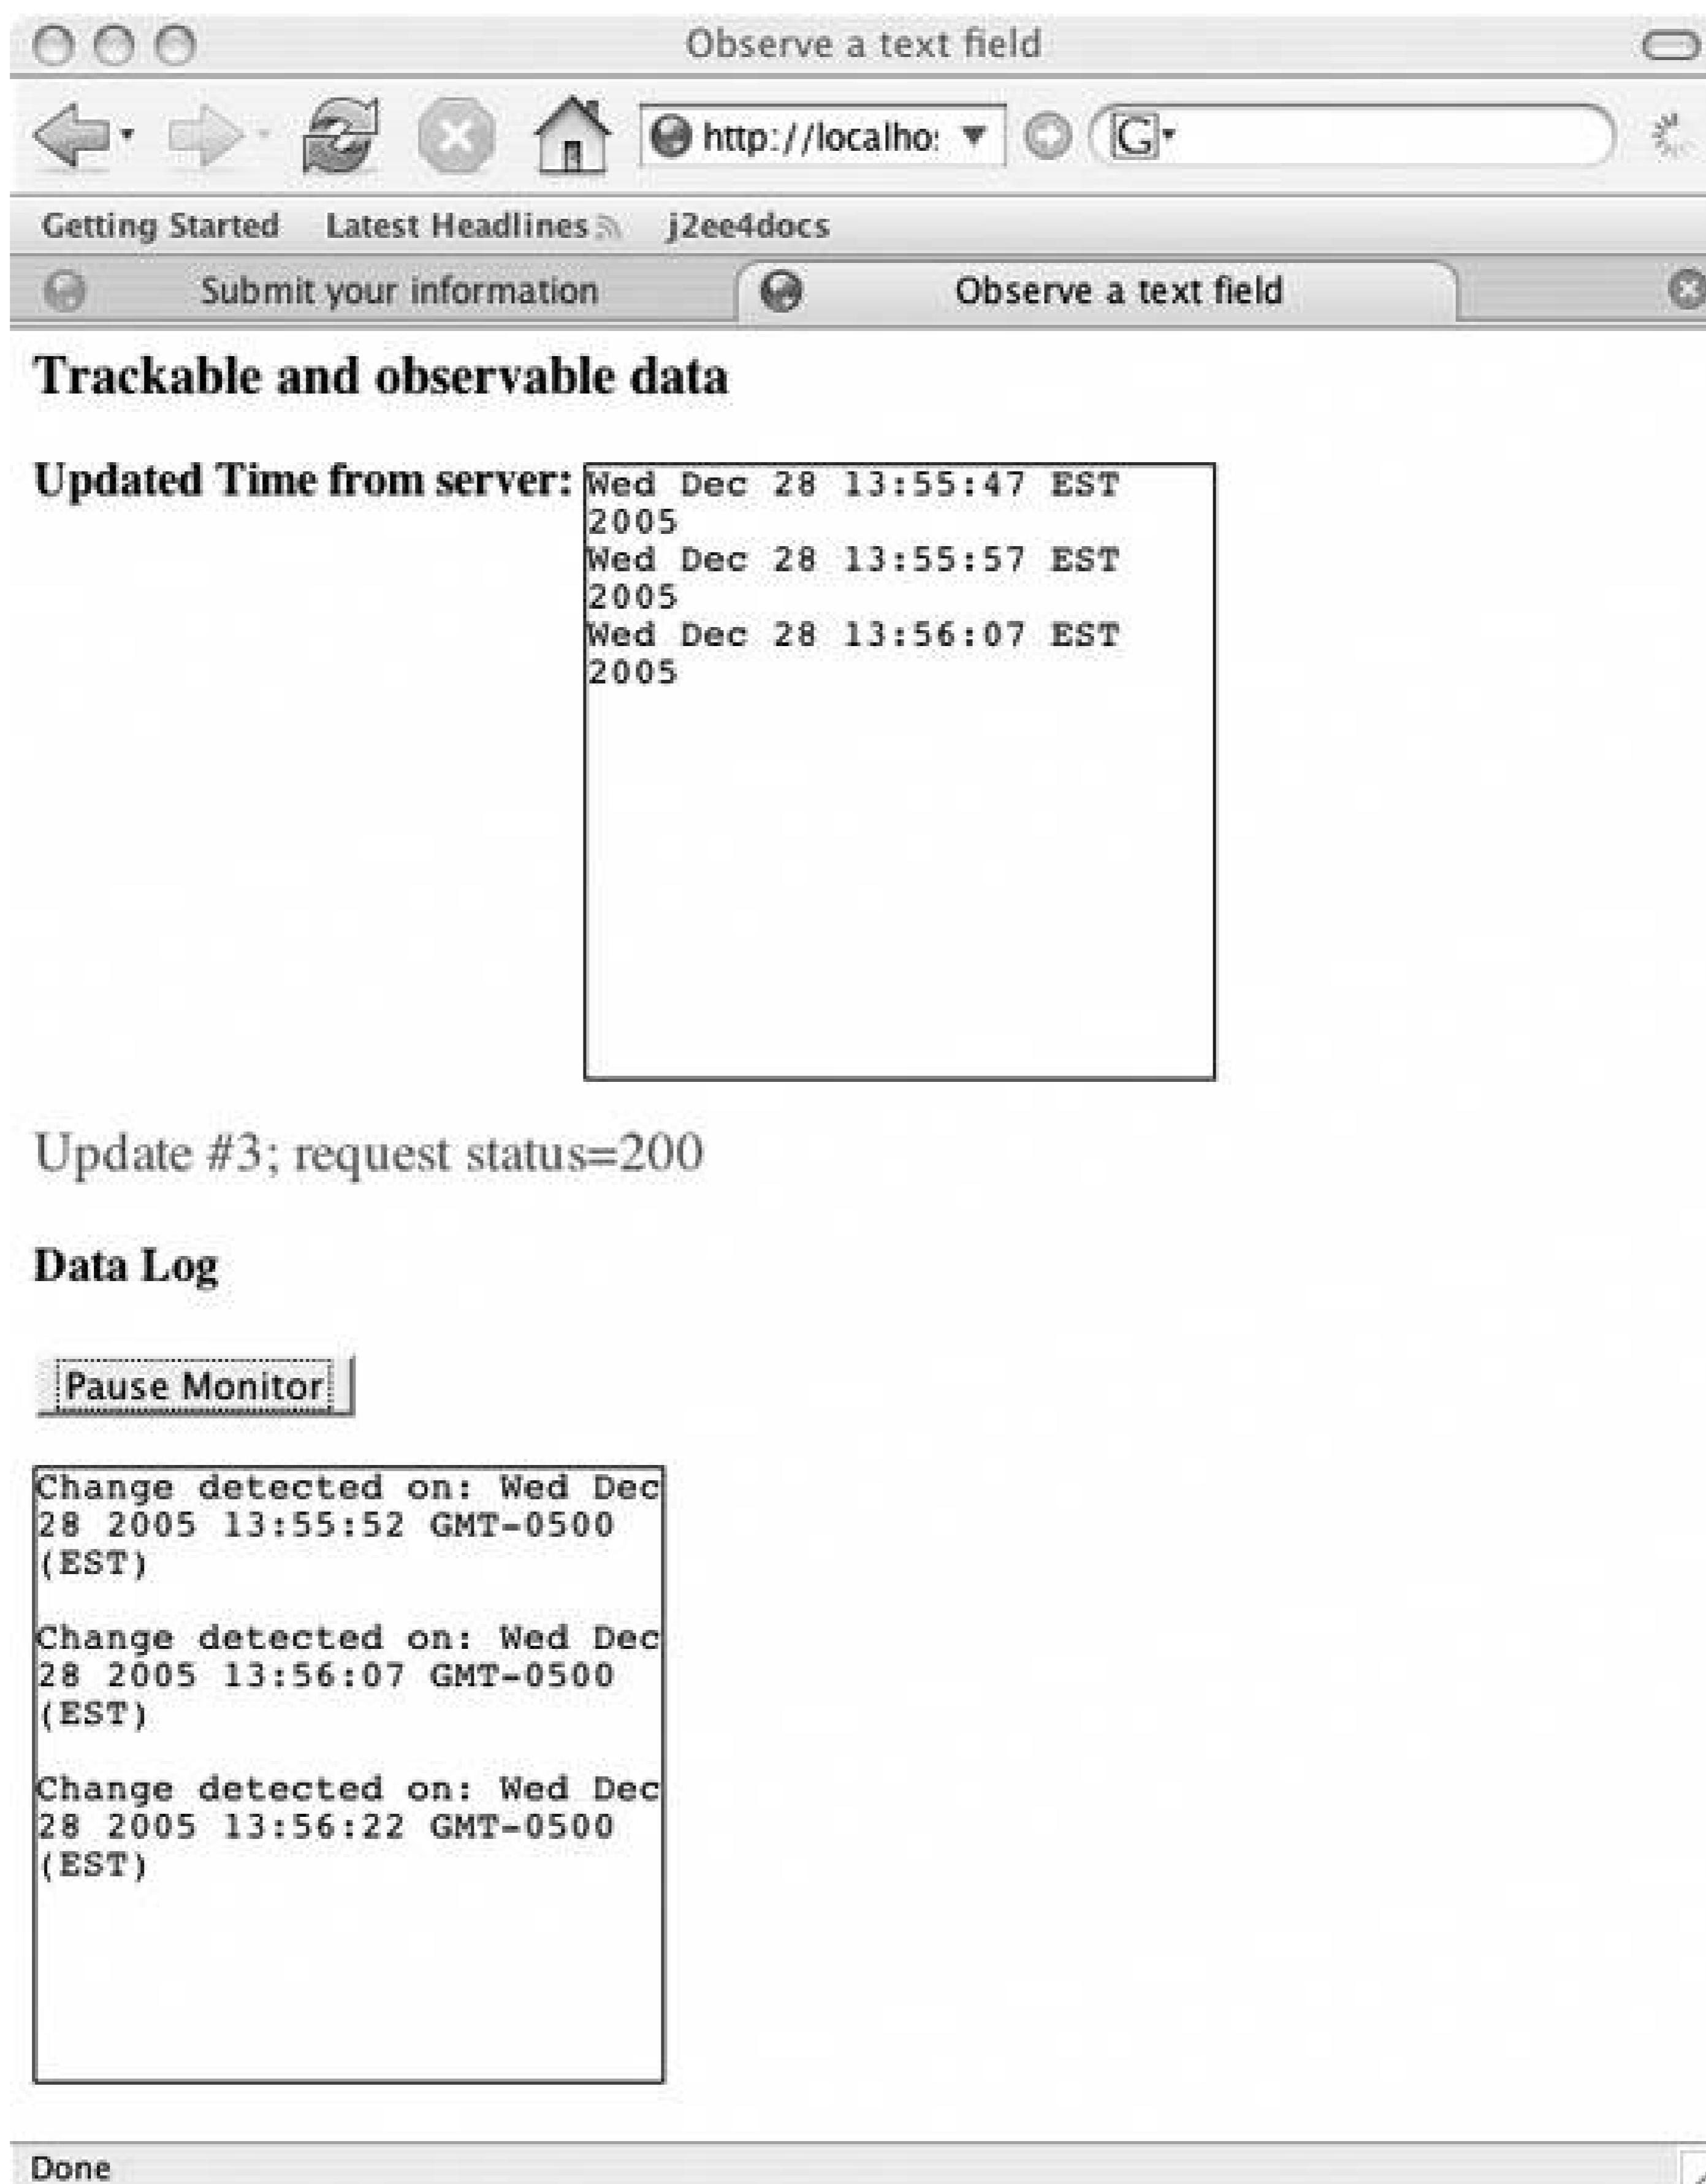 Observe a text field
http://localho:
G
Getting Started Latest Headlines j2ee4docs
Submit your information Observe a text field
Trackable and observable data
Updated Time from server: Wed Dec 28 13:55:47 EST
2005
Wed Dec 28 13:55:57 EST
2005
Wed Dec 28 13:56:07 EST
2005
Update #3; request status=200
Data Log
Pause Monitor
Change detected on: Wed Dec
28 2005 13:55:52 GMT-0500
(EST)
Change detected on: Wed Dec
28 2005 13:56:07 GMT-0500
(EST)
Change detected on: Wed Dec
28 2005 13:56:22 GMT-0500
(EST)
Done